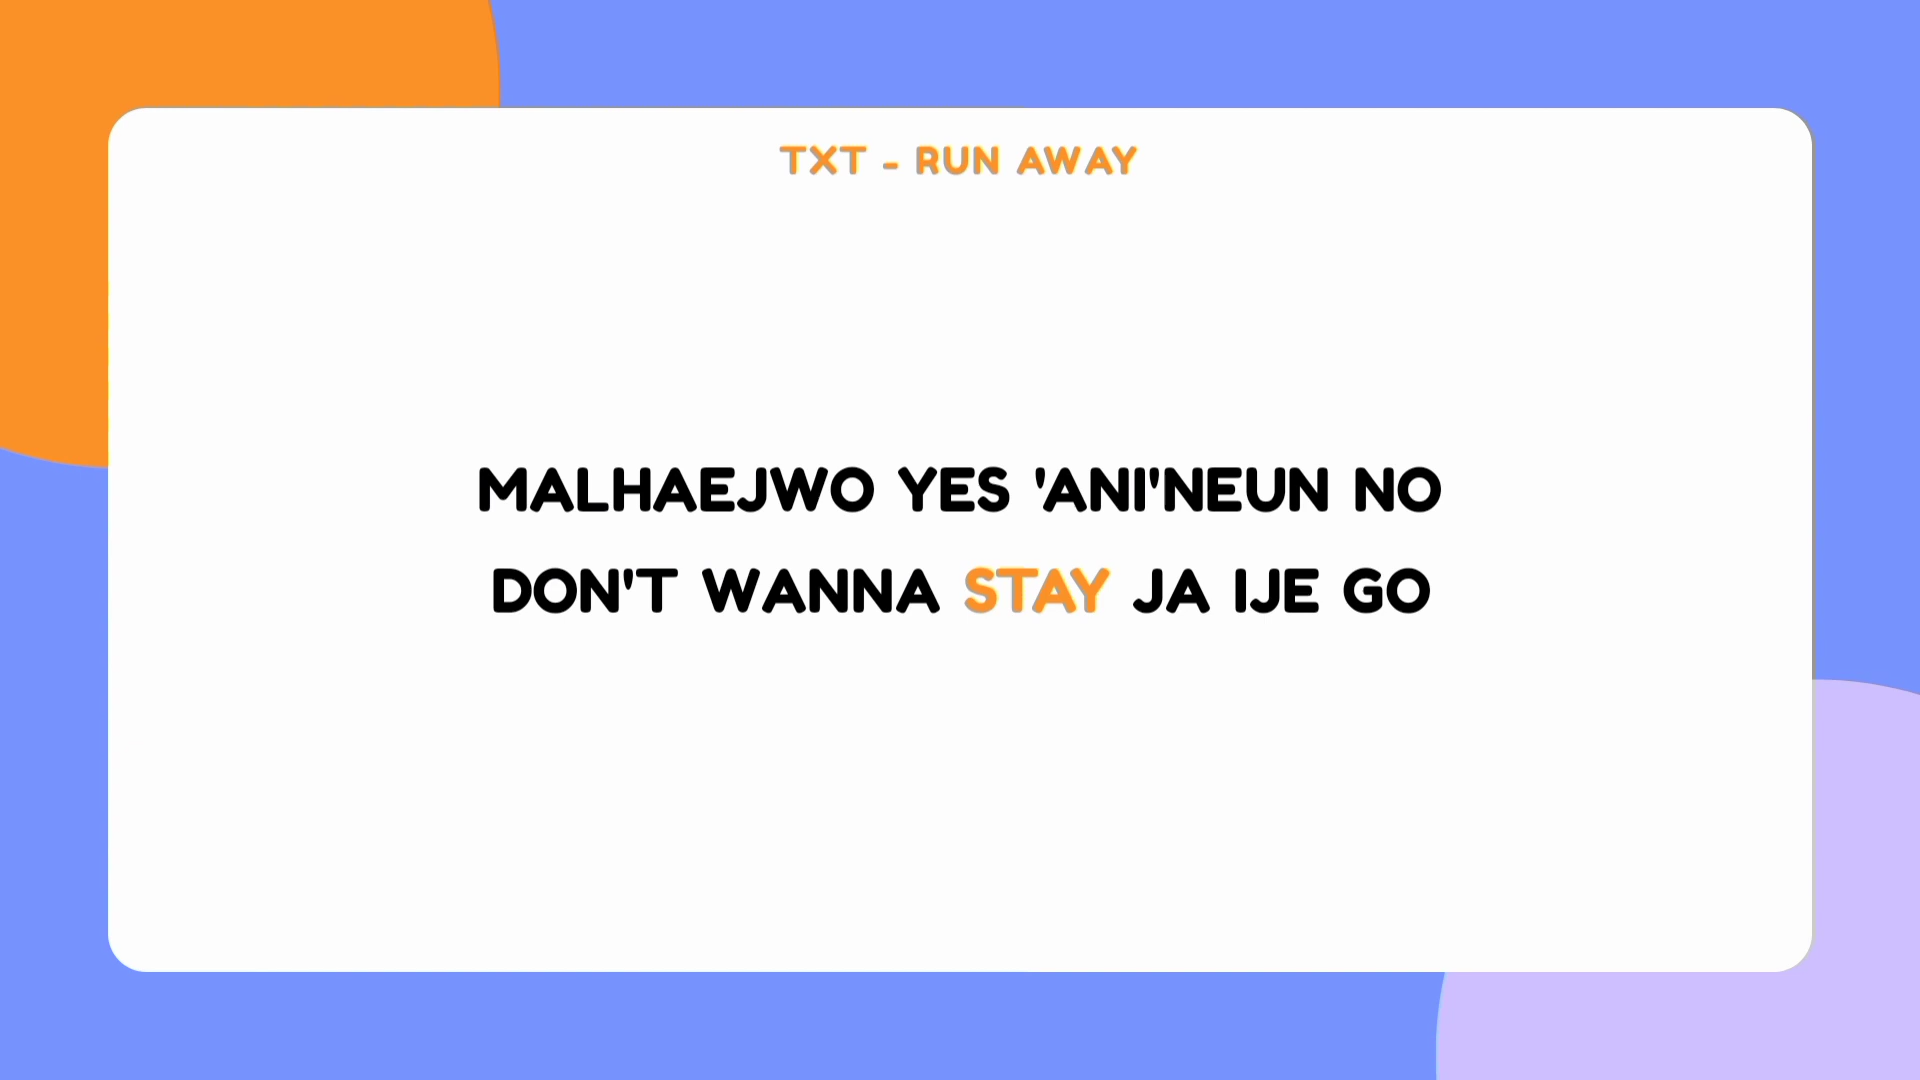 TXT - RUN AWAY
MALHAEJWO YES 'ANI'NEUN NO
DON'T WANNA STAY JA IJE GO